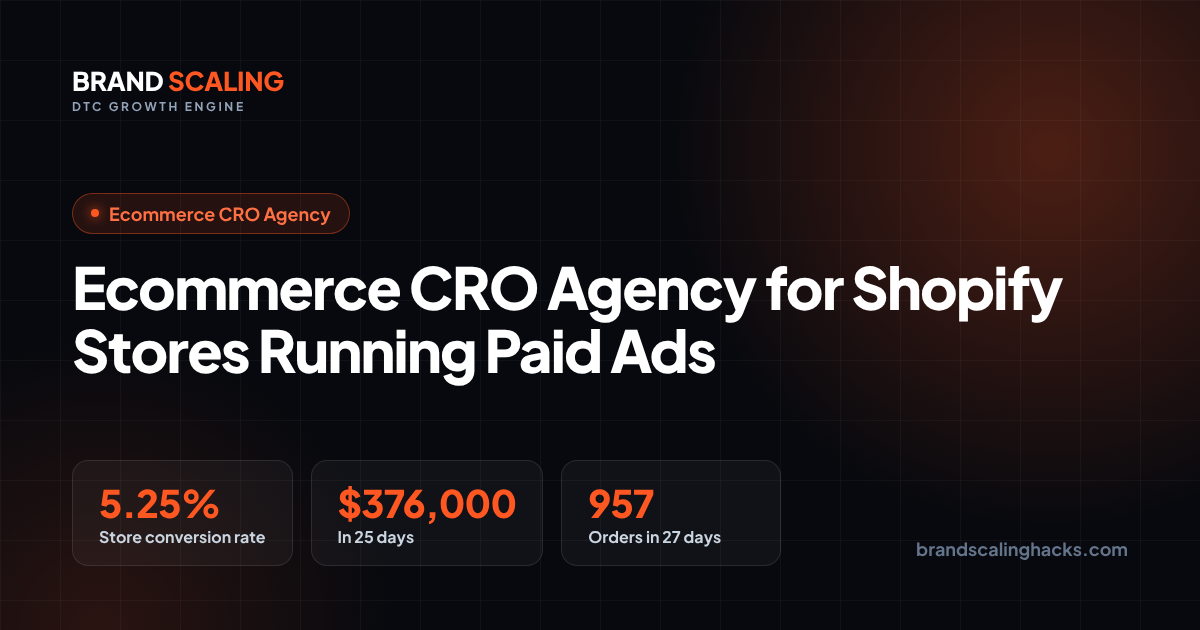 BRAND SCALING
DTC GROWTH ENGINE
Ecommerce CRO Agency
Ecommerce CRO Agency for Shopify
Stores Running Paid Ads
5.25%
Store conversion rate
$376,000
In 25 days
957
Orders in 27 days
brandscalinghacks.com